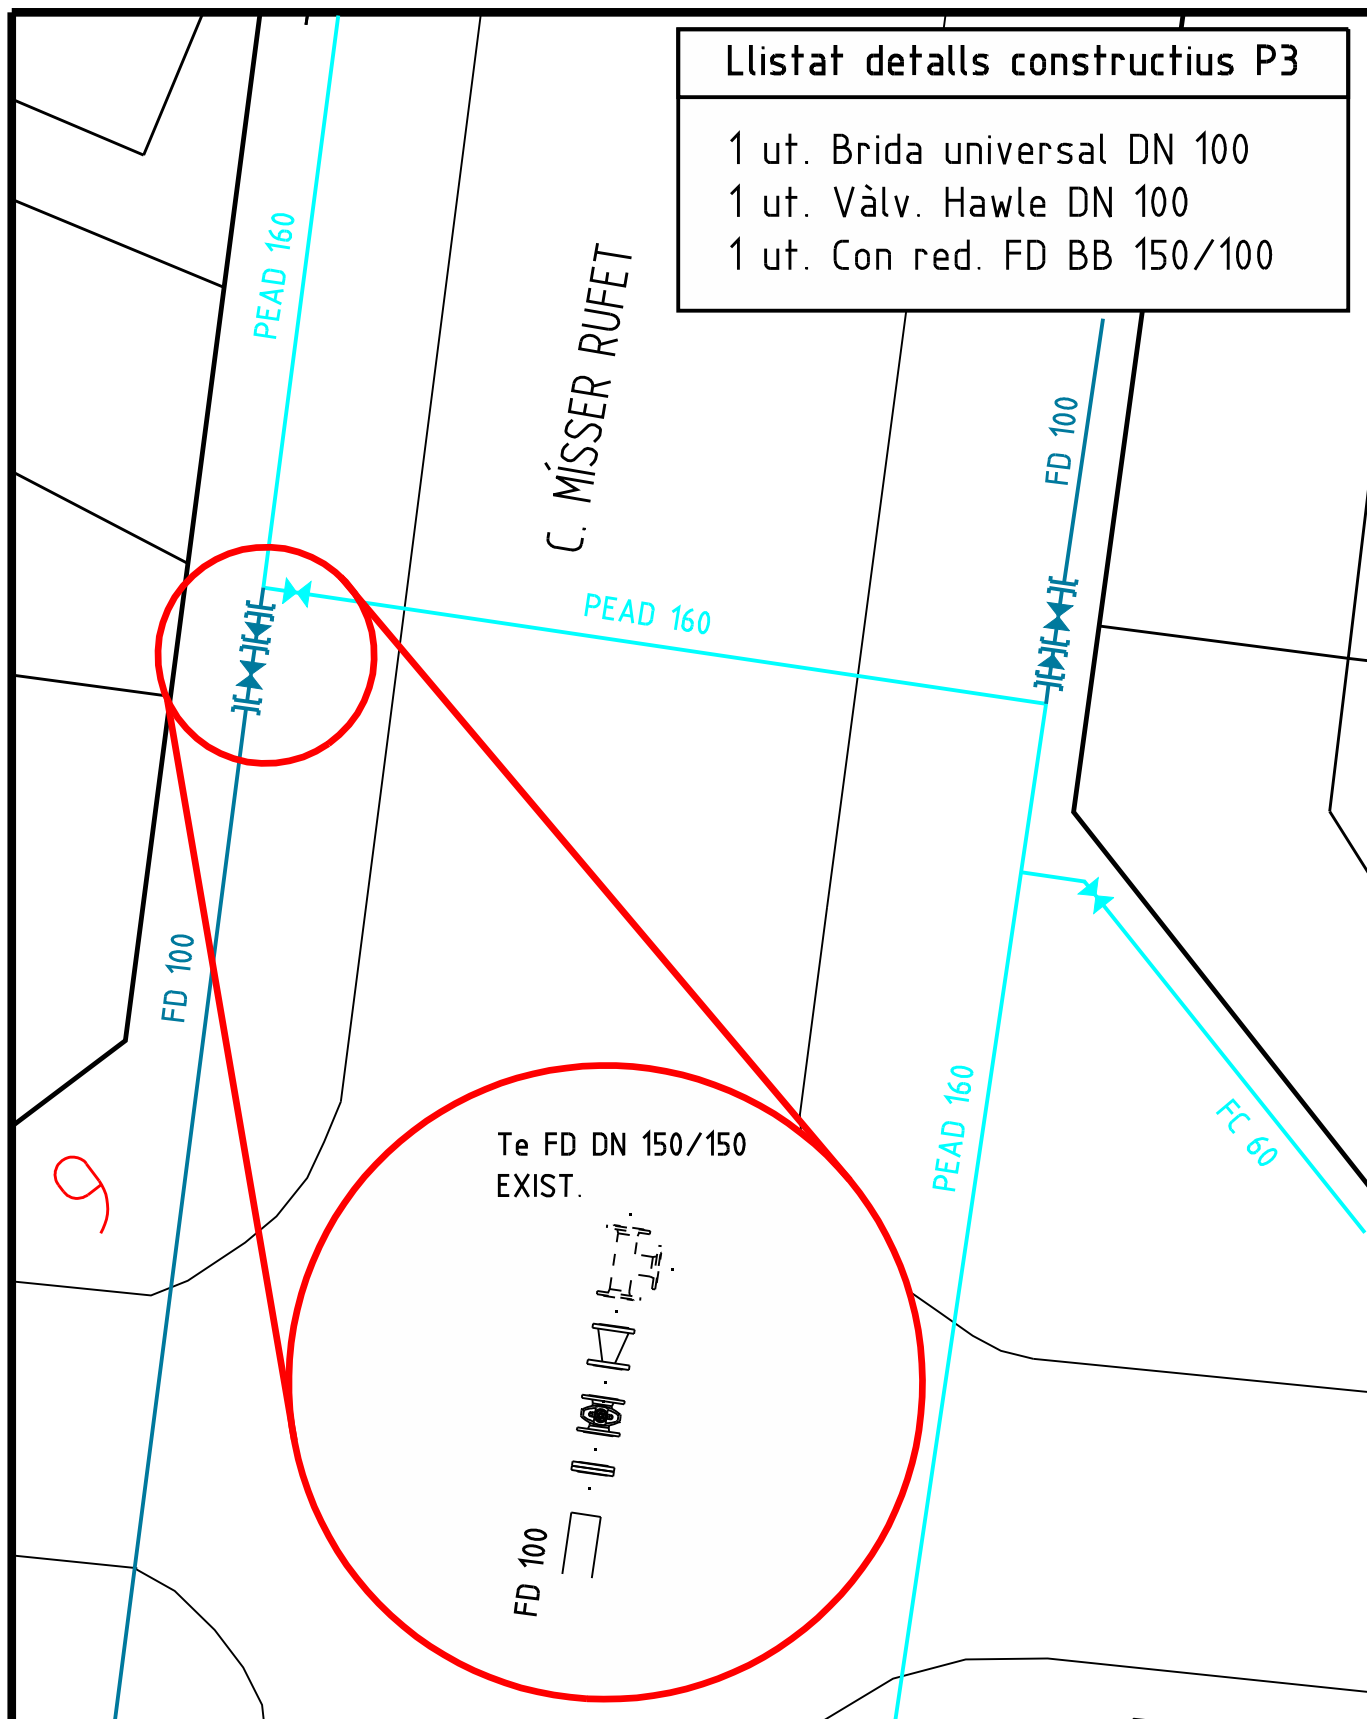 Llistat detalls constructius P3
1 ut. Brida universal DN 100
1 ut. Vàlv. Hawle DN 100
1 ut. Con red. FD BB 150/100
PEAD 160
C. MÍSSER RUFET
FD 100
PEAD 160
FD 100
PEAD 160
FC 60
9
Te FD DN 150/150
EXIST.
FD 100